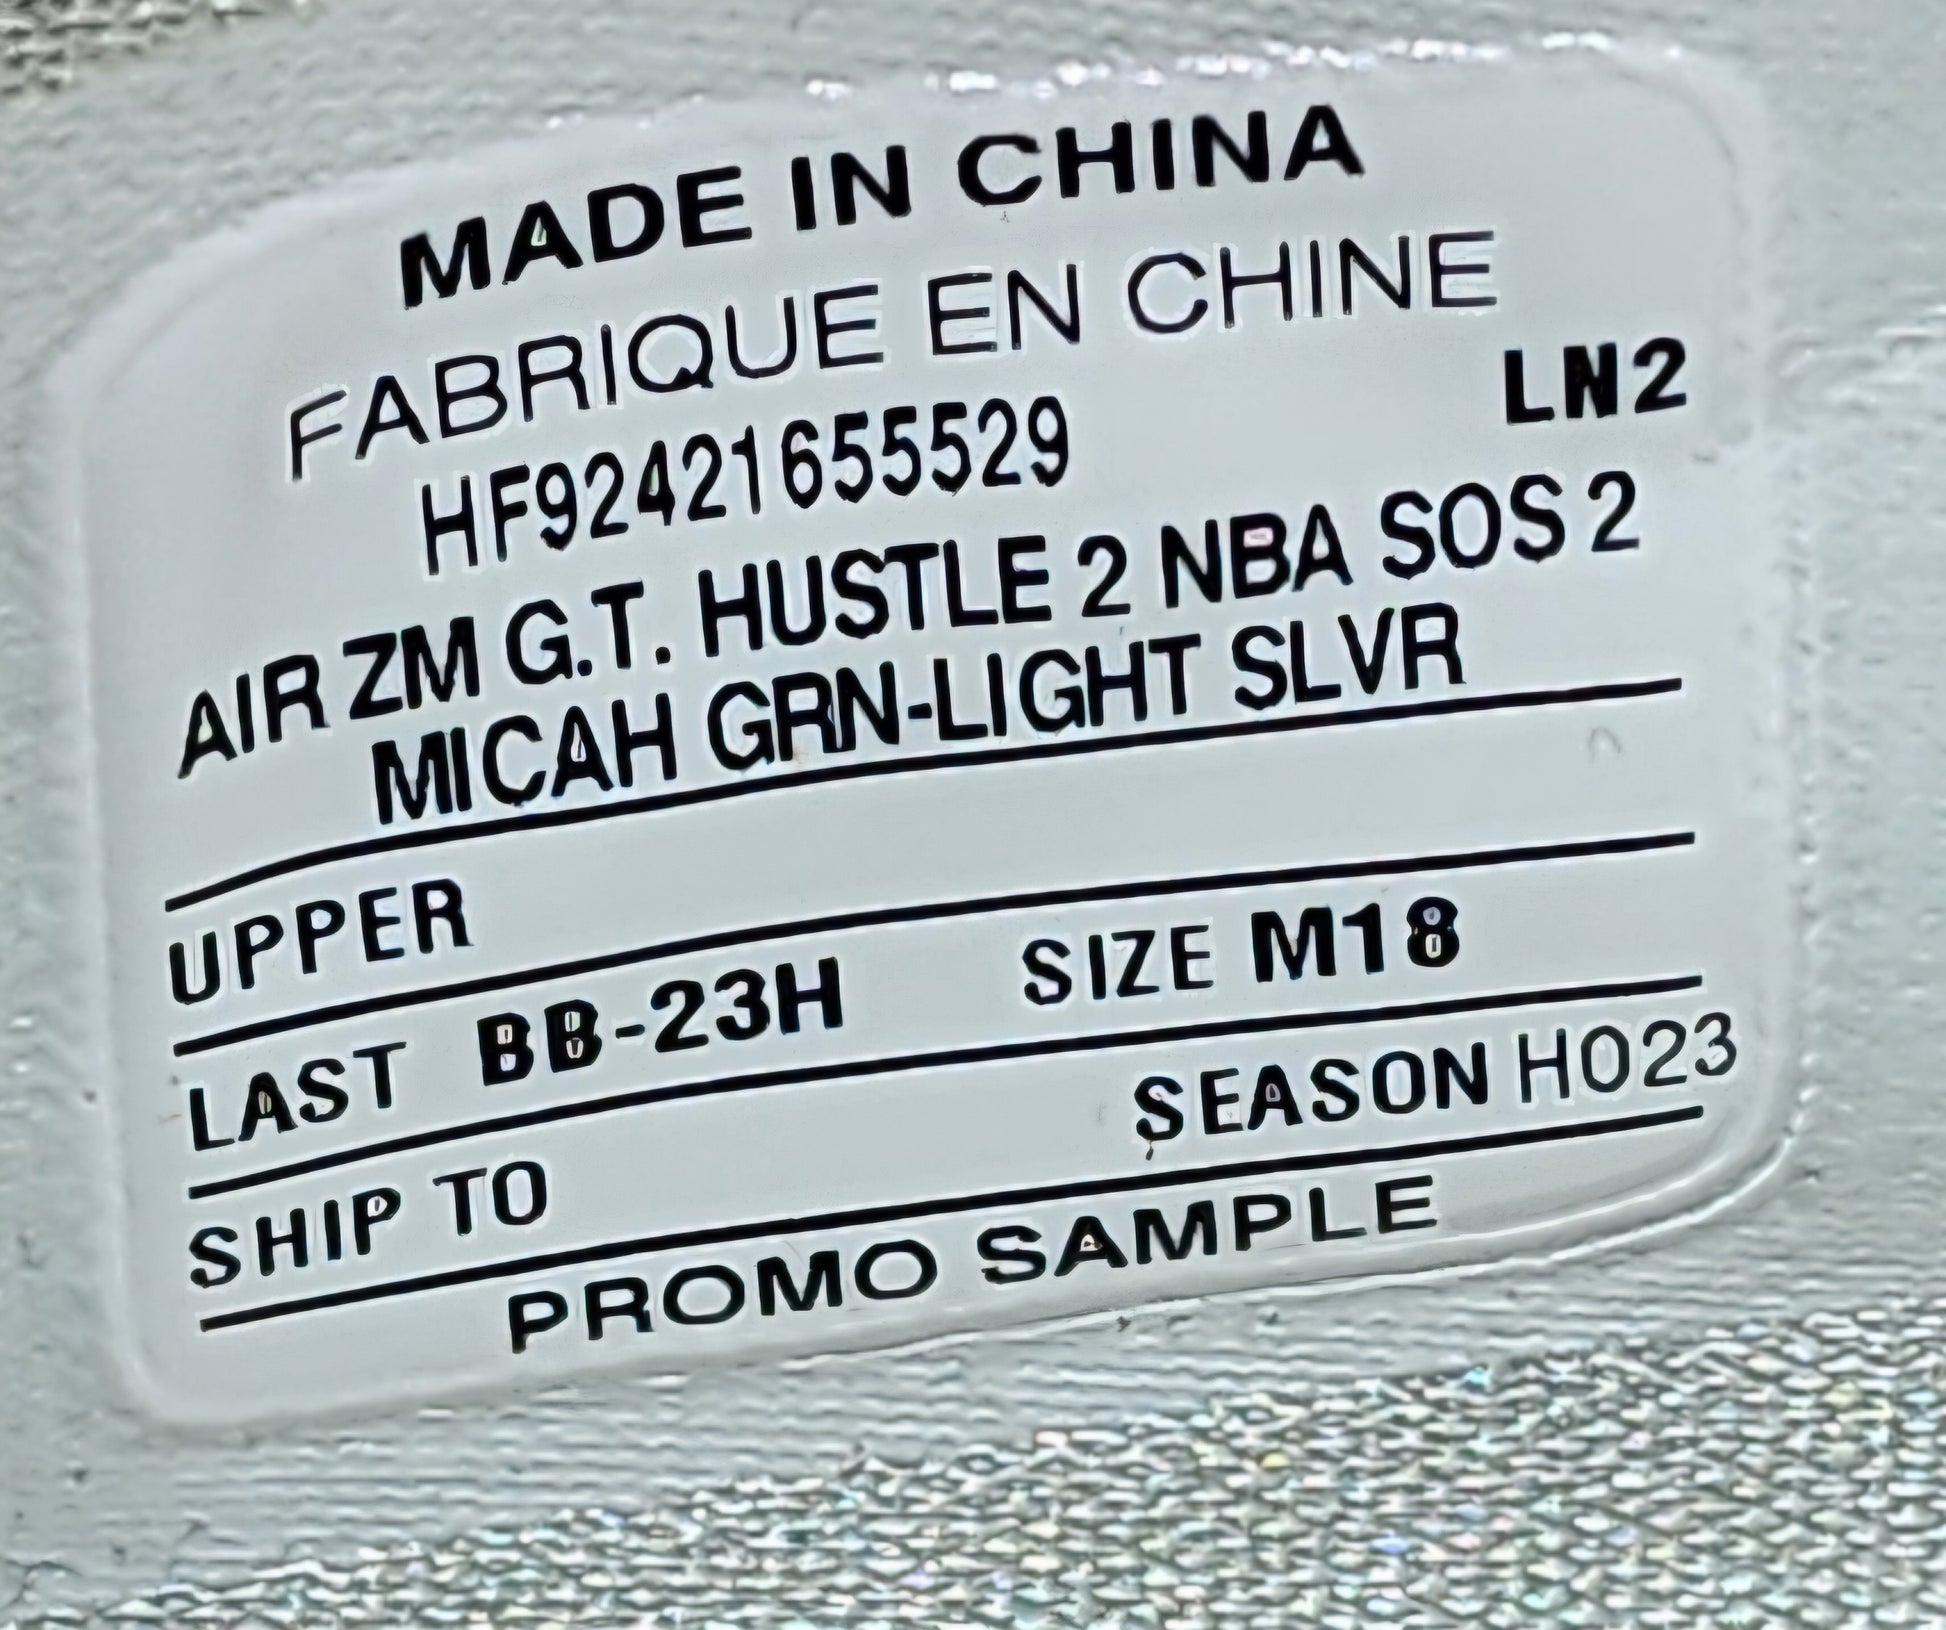 MADE IN CHINA
FABRIQUE EN CHINE
HF92421655529 LN2
AIR ZM G.T. HUSTLE 2 NBA SOS 2
MICAH GRN-LIGHT SLVR
UPPER
LAST BB-23H SIZE M18
SHIP TO SEASON HO23
PROMO SAMPLE